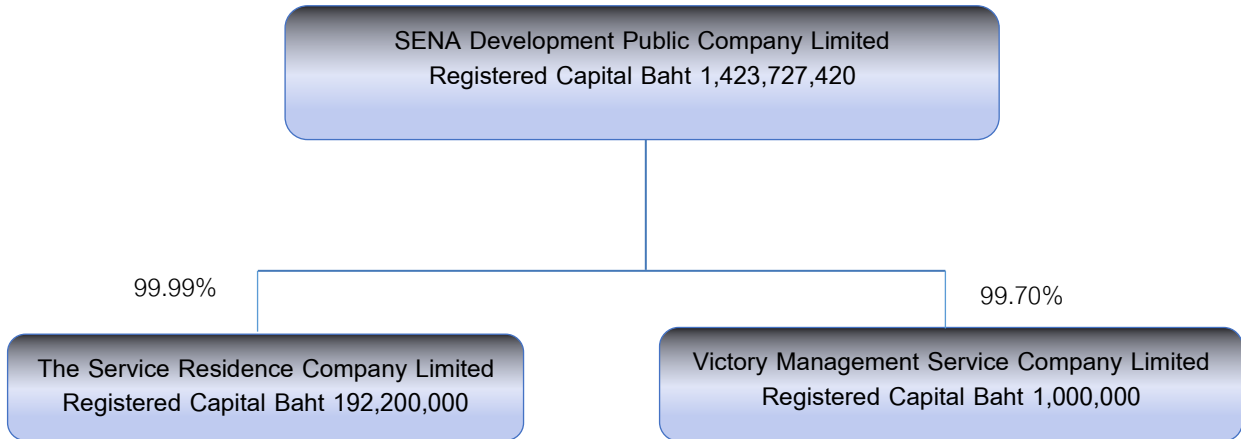 SENA Development Public Company Limited
Registered Capital Baht 1,423,727,420
99.99%
99.70%
The Service Residence Company Limited
Registered Capital Baht 192,200,000
Victory Management Service Company Limited
Registered Capital Baht 1,000,000